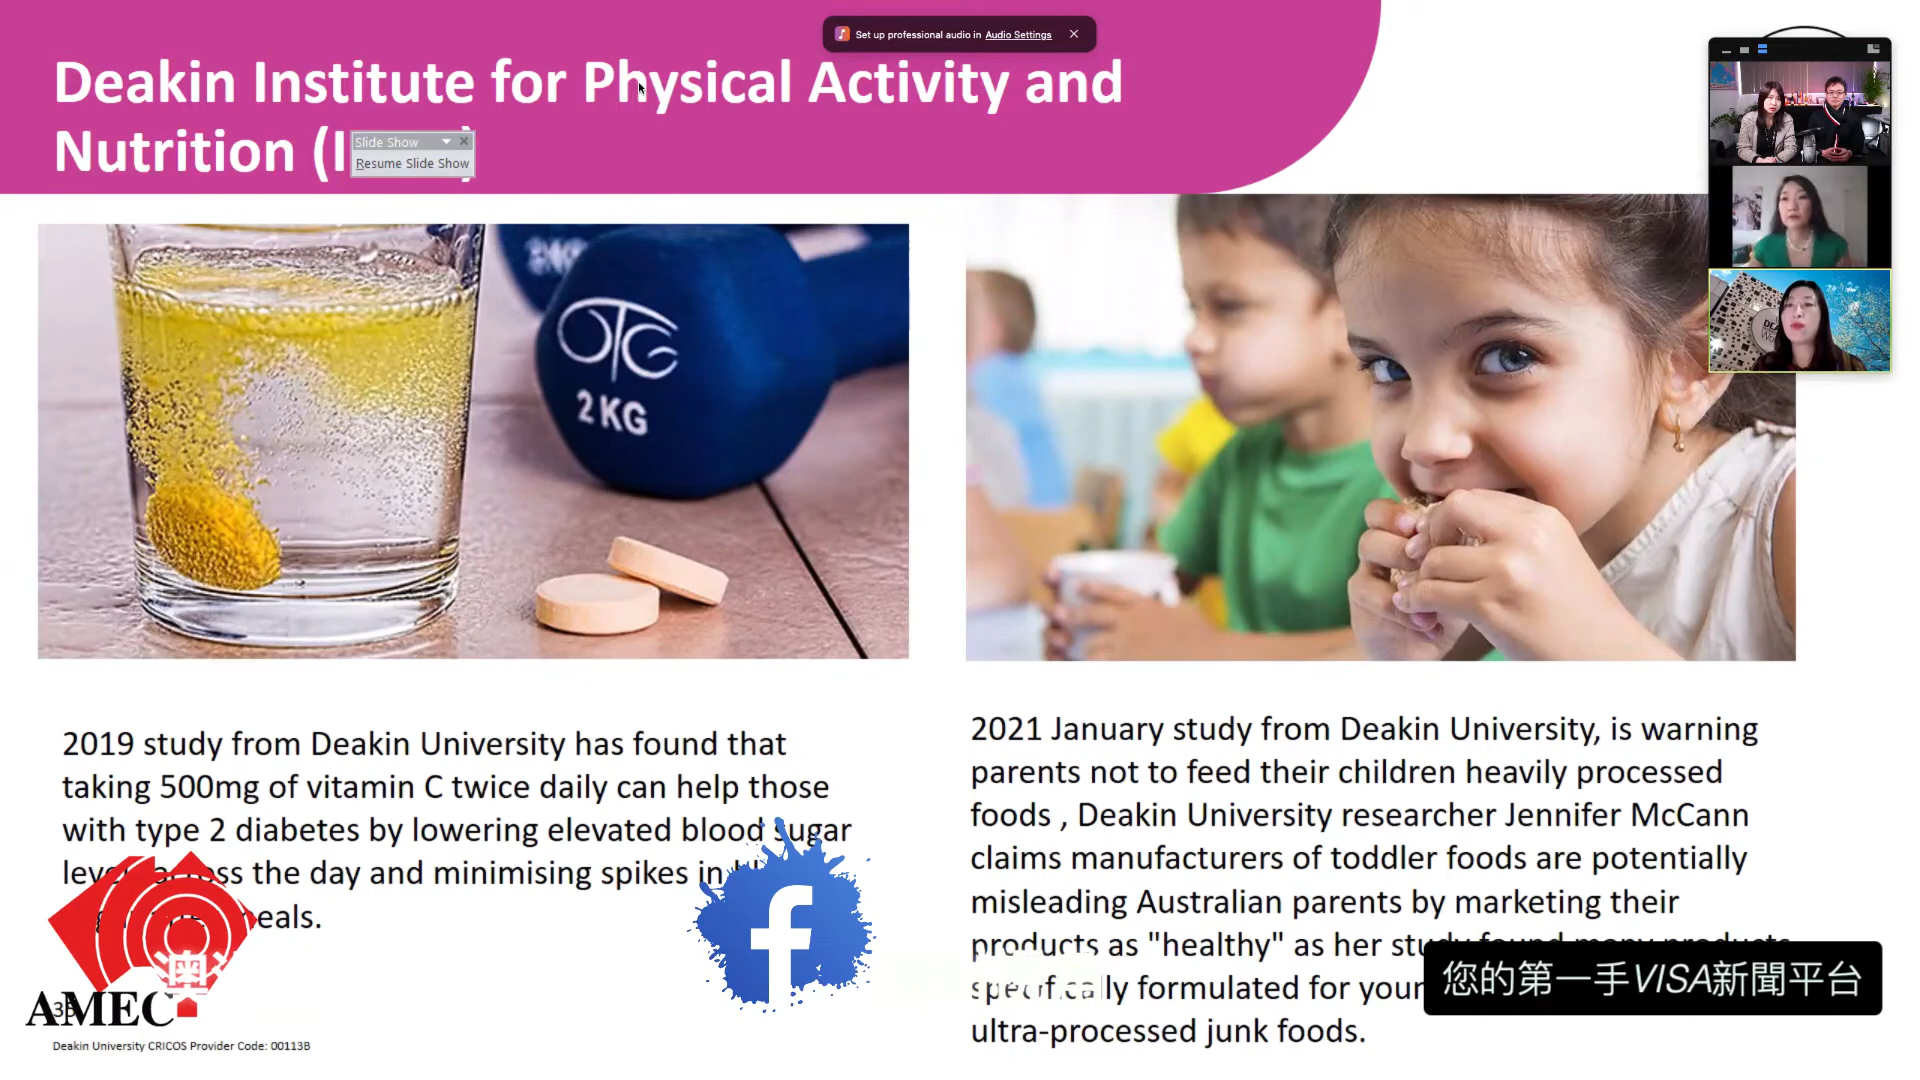 Set up professional audio in Audio Settings
Deakin Institute for Physical Activity and
Nutrition (I
Slide Show
Resume Slide Show
OTG
2 KG
2019 study from Deakin University has found that
taking 500mg of vitamin C twice daily can help those
with type 2 diabetes by lowering elevated blood sugar
levels across the day and minimising spikes in
meals.
2021 January study from Deakin University, is warning
parents not to feed their children heavily processed
foods , Deakin University researcher Jennifer McCann
claims manufacturers of toddler foods are potentially
misleading Australian parents by marketing their
products as "healthy" as her study found many products
specifically formulated for
ultra-processed junk foods.
澳
AMEC
Deakin University CRICOS Provider Code: 00113B
您的第一手VISA新聞平台